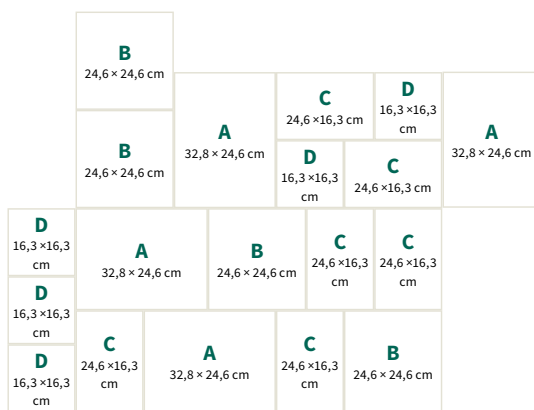 B
24,6 × 24,6 cm
B
24,6 × 24,6 cm
A
32,8 × 24,6 cm
C
24,6 ×16,3 cm
D
16,3 ×16,3
cm
A
32,8 × 24,6 cm
D
16,3 ×16,3
cm
C
24,6 ×16,3 cm
D
16,3 ×16,3
cm
A
32,8 × 24,6 cm
B
24,6 × 24,6 cm
C
24,6 ×16,3
cm
C
24,6 ×16,3
cm
D
16,3 ×16,3
cm
D
16,3 ×16,3
cm
C
24,6 ×16,3
cm
A
32,8 × 24,6 cm
C
24,6 ×16,3
cm
B
24,6 × 24,6 cm